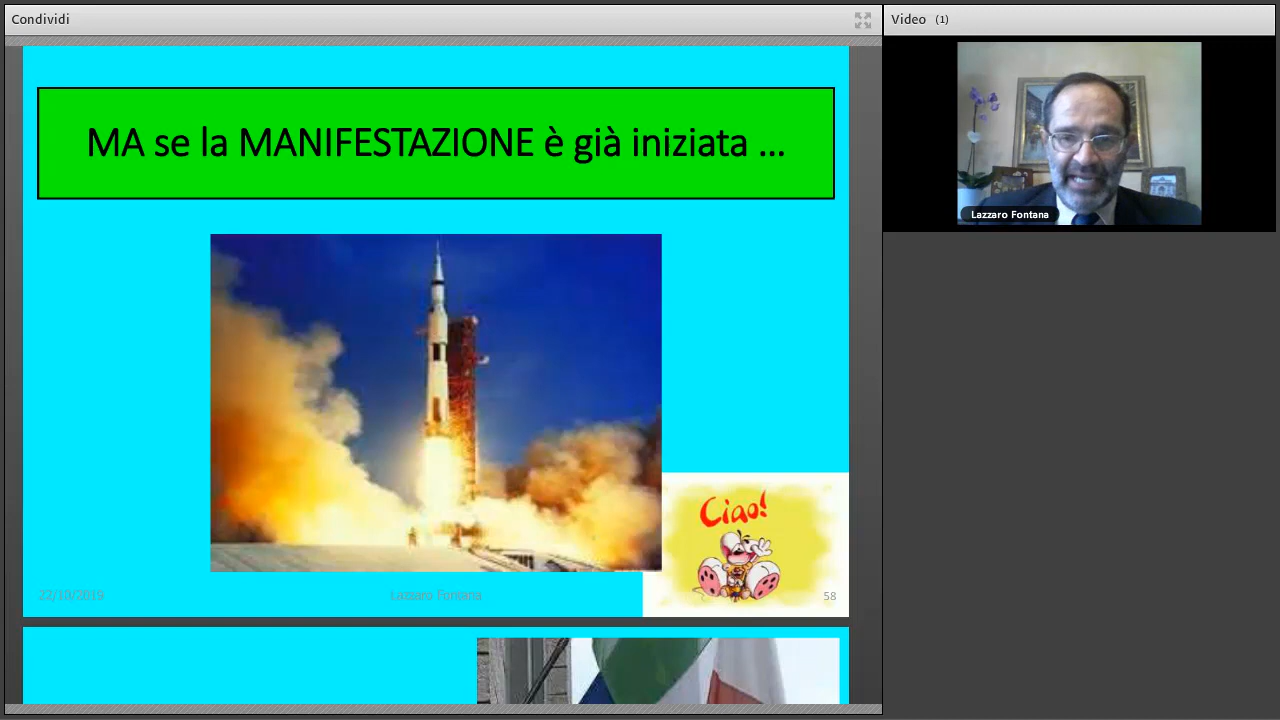 Condividi
Video (1)
MA se la MANIFESTAZIONE è già iniziata ...
Lazzaro Fontana
Ciao!
22/10/2019
Lazzaro Fontana
58